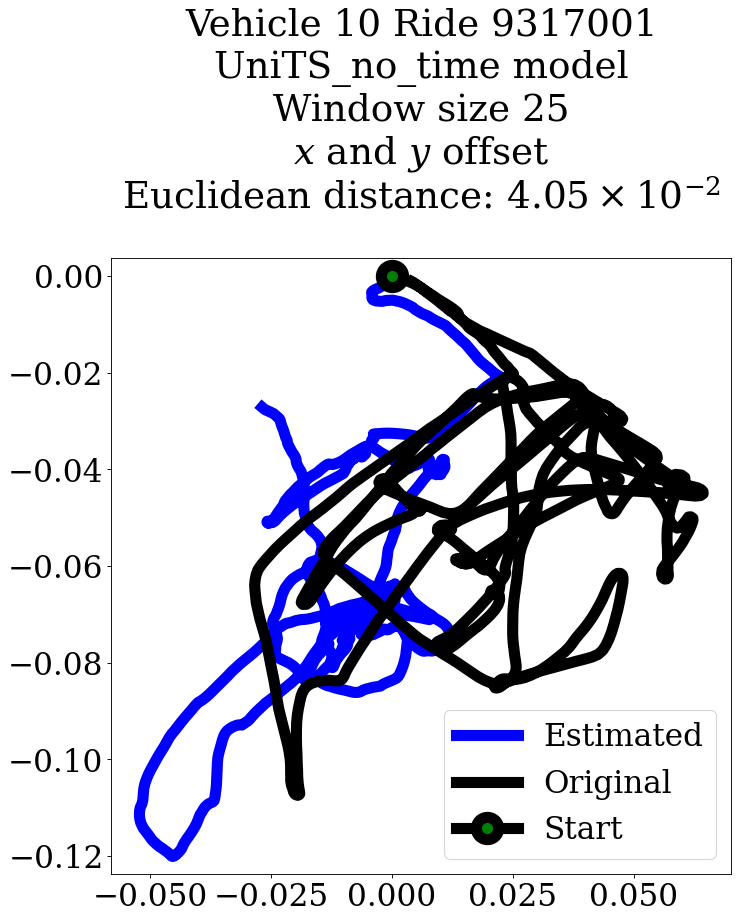 Vehicle 10 Ride 9317001
UniTS_no_time model
Window size 25
x and y offset
Euclidean distance: 4.05 × 10⁻²
0.00
−0.02
−0.04
−0.06
−0.08
−0.10
−0.12
Estimated
Original
Start
−0.050 −0.025 0.000 0.025 0.050